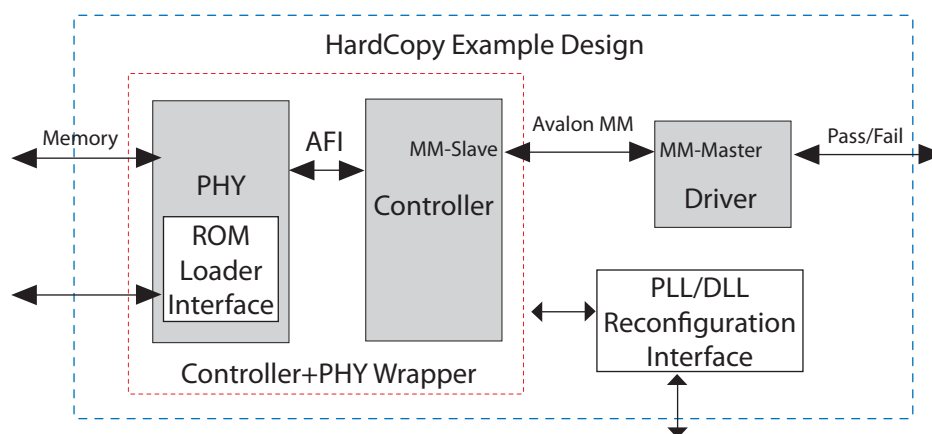 HardCopy Example Design
Memory
PHY
ROM
Loader
Interface
AFI
MM-Slave
Controller
Avalon MM
MM-Master
Driver
Pass/Fail
PLL/DLL
Reconfiguration
Interface
Controller+PHY Wrapper